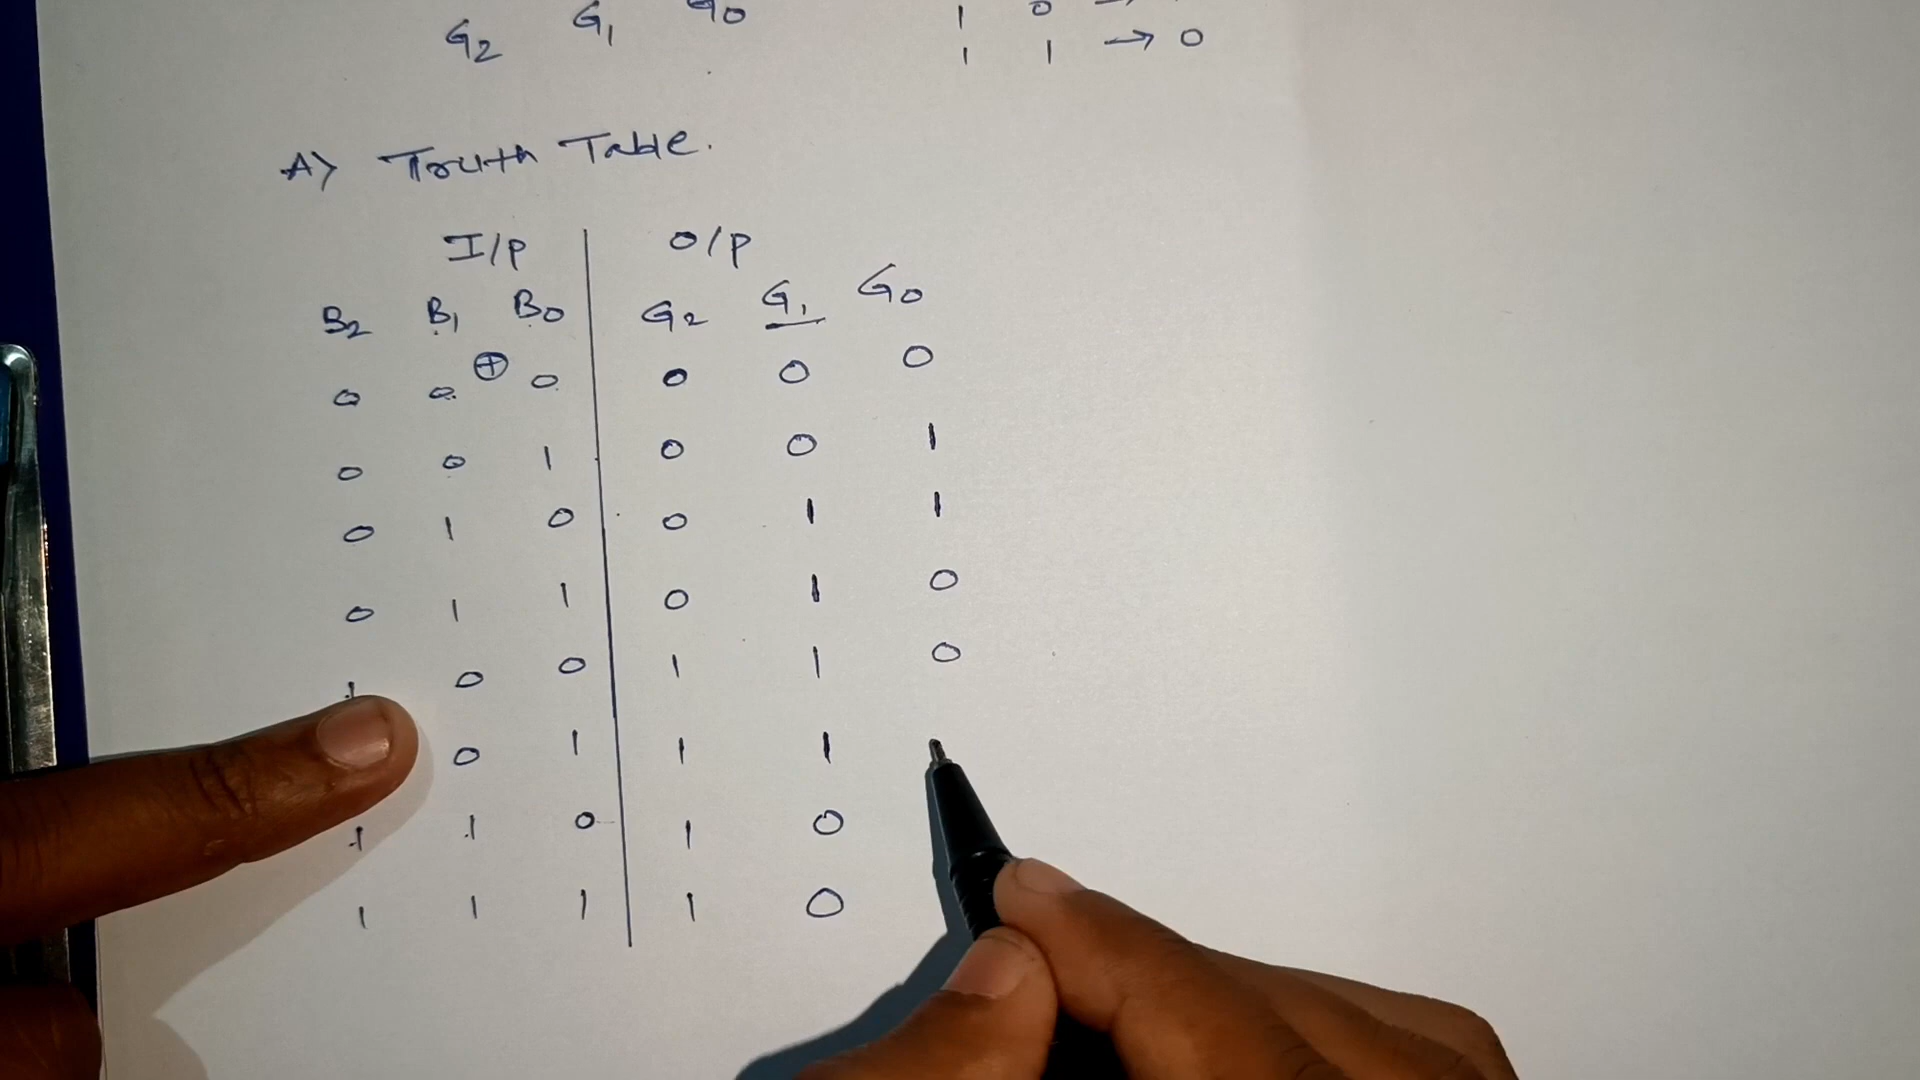 G2 G1 G0
1 0 →
1 1 → 0
A) Truth Table.
I/P O/P
B2 B1 B0 G2 G1 G0
0 0 ⊕ 0 0 0 0
0 0 1 0 0 1
0 1 0 0 1 1
0 1 1 0 1 0
1 0 0 1 1 0
0 1 1 1
1 1 0 1 0
1 1 1 1 0